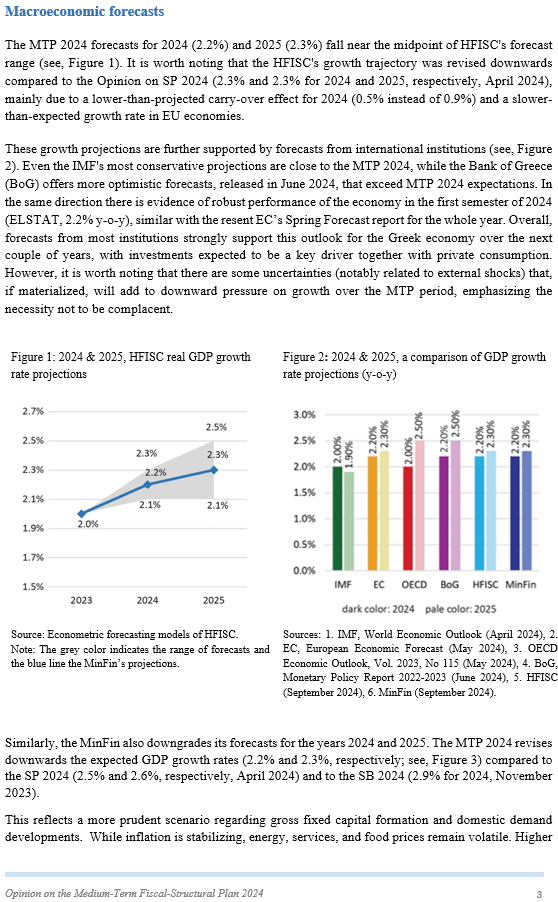 Macroeconomic forecasts
The MTP 2024 forecasts for 2024 (2.2%) and 2025 (2.3%) fall near the midpoint of HFISC's forecast
range (see, Figure 1). It is worth noting that the HFISC's growth trajectory was revised downwards
compared to the Opinion on SP 2024 (2.3% and 2.3% for 2024 and 2025, respectively, April 2024),
mainly due to a lower-than-projected carry-over effect for 2024 (0.5% instead of 0.9%) and a slower-
than-expected growth rate in EU economies.
These growth projections are further supported by forecasts from international institutions (see, Figure
2). Even the IMF's most conservative projections are close to the MTP 2024, while the Bank of Greece
(BoG) offers more optimistic forecasts, released in June 2024, that exceed MTP 2024 expectations. In
the same direction there is evidence of robust performance of the economy in the first semester of 2024
(ELSTAT, 2.2% y-o-y), similar with the resent EC's Spring Forecast report for the whole year. Overall,
forecasts from most institutions strongly support this outlook for the Greek economy over the next
couple of years, with investments expected to be a key driver together with private consumption.
However, it is worth noting that there are some uncertainties (notably related to external shocks) that,
if materialized, will add to downward pressure on growth over the MTP period, emphasizing the
necessity not to be complacent.
Figure 1: 2024 & 2025, HFISC real GDP growth
rate projections
2.7%
2.5%
2.3%
2.1%
1.9%
1.7%
1.5%
2.0%
2.3%
2.2%
2.1%
2.5%
2.3%
2.1%
2023 2024 2025
Source: Econometric forecasting models of HFISC.
Note: The grey color indicates the range of forecasts and
the blue line the MinFin's projections.
Figure 2: 2024 & 2025, a comparison of GDP growth
rate projections (y-o-y)
3.0%
2.5%
2.0%
1.5%
1.0%
0.5%
0.0%
2.00% 1.90% 2.20% 2.30% 2.00% 2.50% 2.20% 2.50% 2.20% 2.30% 2.20% 2.30%
IMF EC OECD BoG HFISC MinFin
dark color: 2024 pale color: 2025
Sources: 1. IMF, World Economic Outlook (April 2024), 2.
EC, European Economic Forecast (May 2024), 3. OECD
Economic Outlook, Vol. 2023, No 115 (May 2024), 4. BoG,
Monetary Policy Report 2022-2023 (June 2024), 5. HFISC
(September 2024), 6. MinFin (September 2024).
Similarly, the MinFin also downgrades its forecasts for the years 2024 and 2025. The MTP 2024 revises
downwards the expected GDP growth rates (2.2% and 2.3%, respectively; see, Figure 3) compared to
the SP 2024 (2.5% and 2.6%, respectively, April 2024) and to the SB 2024 (2.9% for 2024, November
2023).
This reflects a more prudent scenario regarding gross fixed capital formation and domestic demand
developments. While inflation is stabilizing, energy, services, and food prices remain volatile. Higher
Opinion on the Medium-Term Fiscal-Structural Plan 2024 3